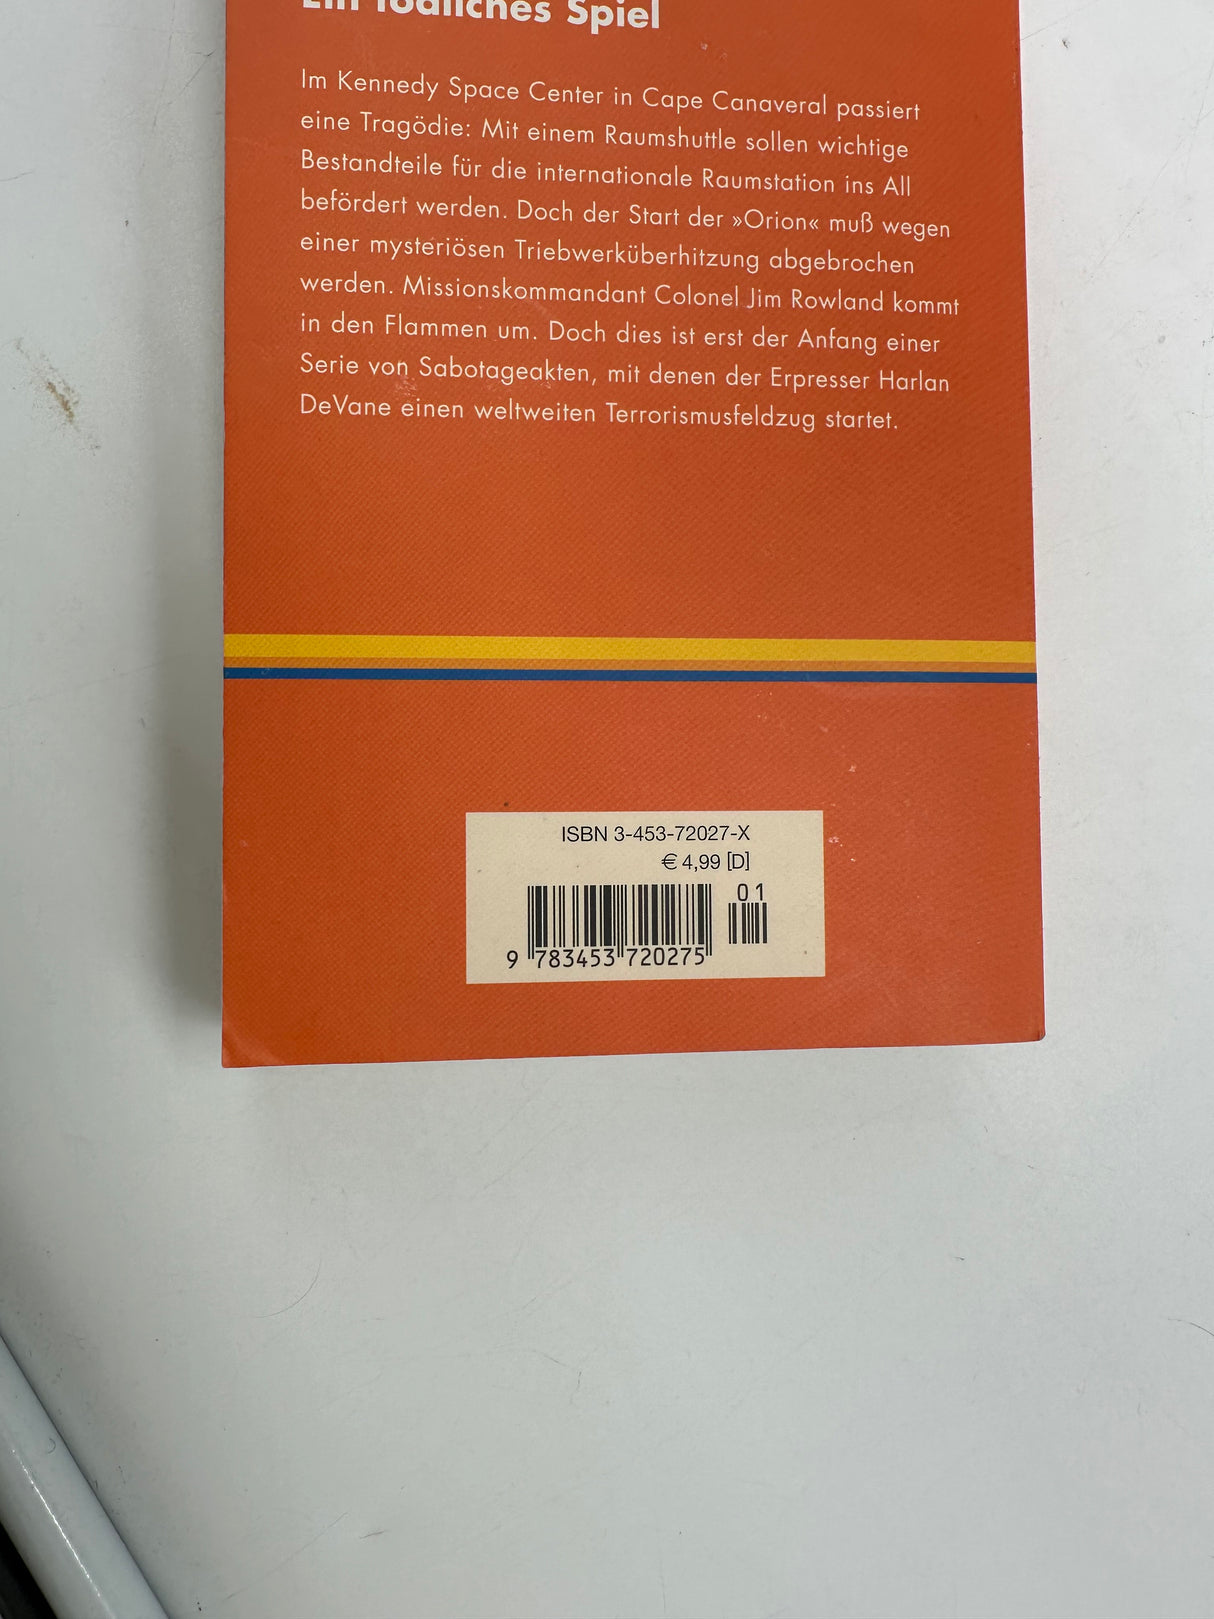 Ein tödliches Spiel
Im Kennedy Space Center in Cape Canaveral passiert
eine Tragödie: Mit einem Raumshuttle sollen wichtige
Bestandteile für die internationale Raumstation ins All
befördert werden. Doch der Start der »Orion« muß wegen
einer mysteriösen Triebwerküberhitzung abgebrochen
werden. Missionskommandant Colonel Jim Rowland kommt
in den Flammen um. Doch dies ist erst der Anfang einer
Serie von Sabotageakten, mit denen der Erpresser Harlan
DeVane einen weltweiten Terrorismusfeldzug startet.
ISBN 3-453-72027-X
€ 4,99 [D]
01
9 783453 720275